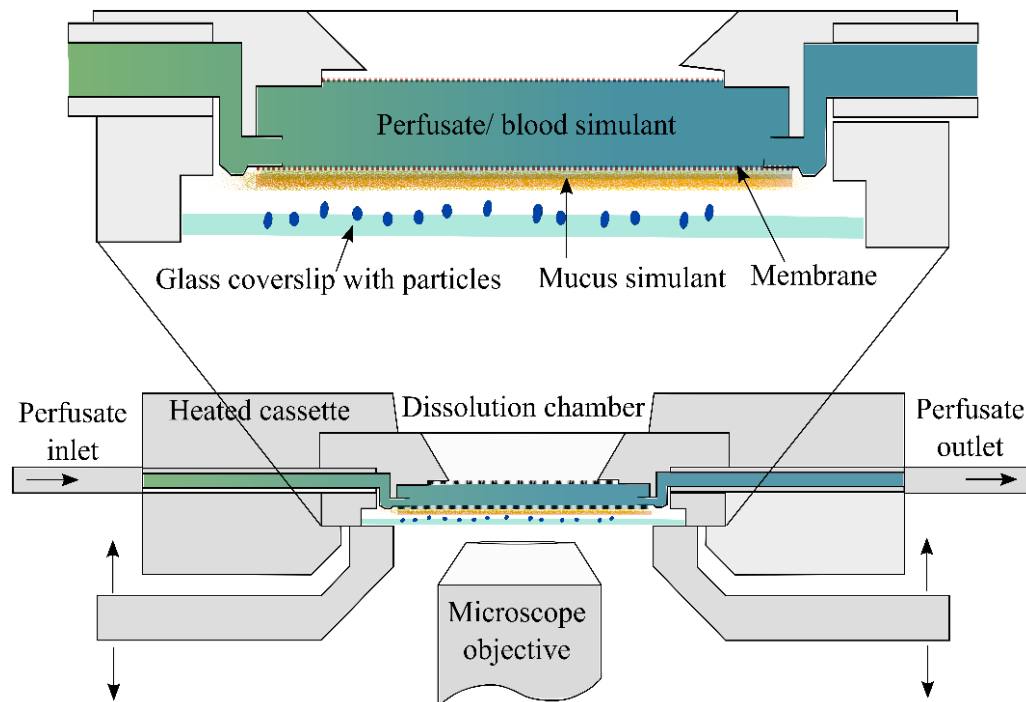 Perfusate/ blood simulant
Glass coverslip with particles
Mucus simulant
Membrane
Perfusate
inlet
Heated cassette
Dissolution chamber
Perfusate
outlet
Microscope
objective